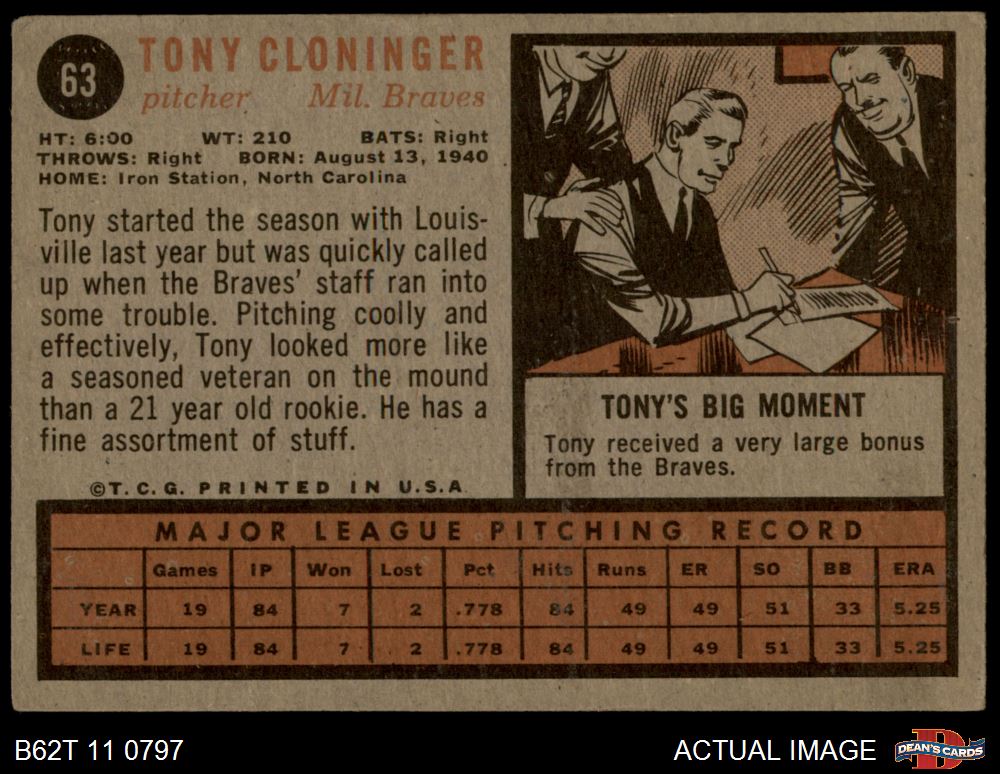 63
TONY CLONINGER
pitcher Mil. Braves
HT: 6:00 WT: 210 BATS: Right
THROWS: Right BORN: August 13, 1940
HOME: Iron Station, North Carolina
Tony started the season with Louis-
ville last year but was quickly called
up when the Braves' staff ran into
some trouble. Pitching coolly and
effectively, Tony looked more like
a seasoned veteran on the mound
than a 21 year old rookie. He has a
fine assortment of stuff.
©T.C.G. PRINTED IN U.S.A.
TONY'S BIG MOMENT
Tony received a very large bonus
from the Braves.
MAJOR LEAGUE PITCHING RECORD
Games IP Won Lost Pct Hits Runs ER SO BB ERA
YEAR 19 84 7 2 .778 84 49 49 51 33 5.25
LIFE 19 84 7 2 .778 84 49 49 51 33 5.25
B62T 11 0797
ACTUAL IMAGE
DEAN'S CARDS